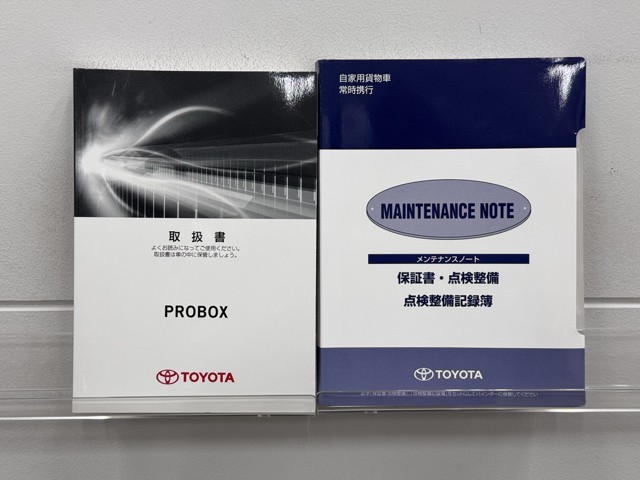 取扱書
よくお読みになってご使用ください。
取扱書は車の中に保管しましょう。
PROBOX
TOYOTA
自家用貨物車
常時携行
MAINTENANCE NOTE
メンテナンスノート
保証書・点検整備
点検整備記録簿
TOYOTA